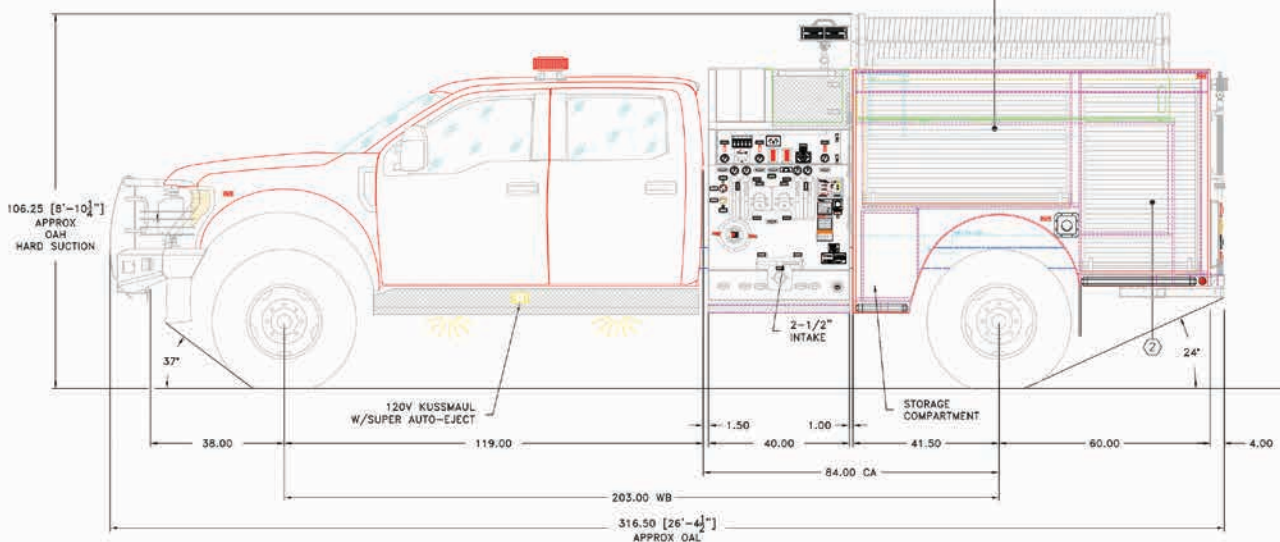 106.25 [8'-10¼"]
APPROX
OAH
HARD SUCTION
37°
120V KUSSMAUL
W/SUPER AUTO-EJECT
2-1/2"
INTAKE
STORAGE
COMPARTMENT
2
24°
38.00
119.00
1.50
40.00
1.00
41.50
60.00
4.00
84.00 CA
203.00 WB
316.50 [26'-4½"]
APPROX OAL